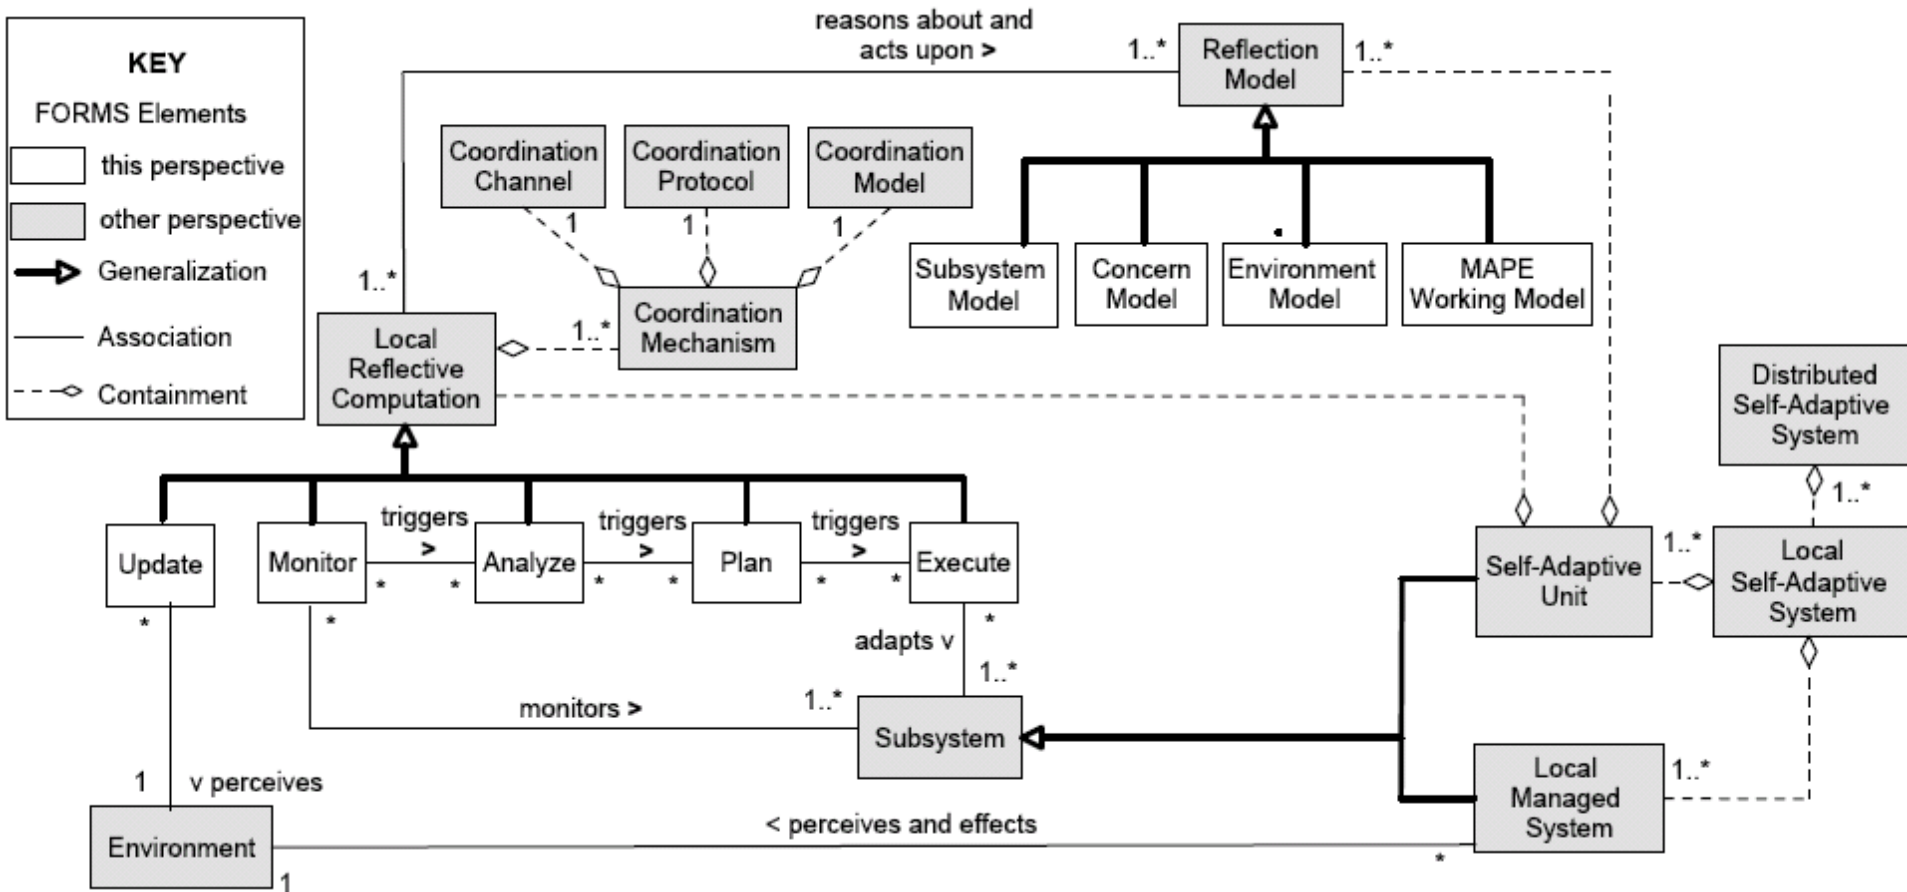 KEY
FORMS Elements
this perspective
other perspective
Generalization
Association
Containment
reasons about and
acts upon >
1..*
Reflection
Model
1..*
Coordination
Channel
Coordination
Protocol
Coordination
Model
1
1
1
Subsystem
Model
Concern
Model
Environment
Model
MAPE
Working Model
1..*
Local
Reflective
Computation
1..*
Coordination
Mechanism
Distributed
Self-Adaptive
System
1..*
Update
Monitor
triggers
>
*
*
Analyze
triggers
>
*
*
Plan
triggers
>
*
*
Execute
Self-Adaptive
Unit
1..*
Local
Self-Adaptive
System
*
*
*
adapts v
1..*
monitors >
1..*
Subsystem
1
v perceives
Environment
1
< perceives and effects
*
Local
Managed
System
1..*